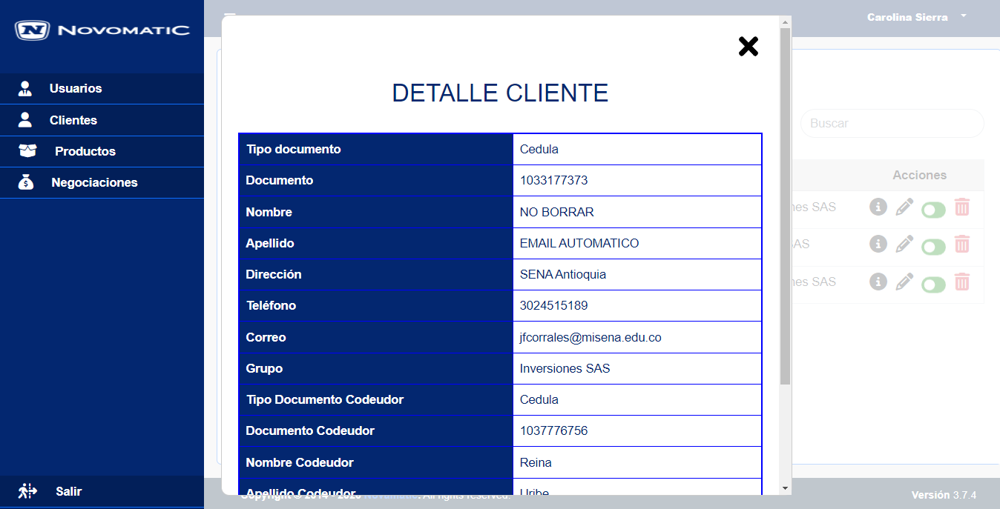 NOVOMATIC
Usuarios
Clientes
Productos
Negociaciones
Salir
Carolina Sierra
Buscar
Acciones
nes SAS
SAS
nes SAS
DETALLE CLIENTE
Tipo documento Cedula
Documento 1033177373
Nombre NO BORRAR
Apellido EMAIL AUTOMATICO
Dirección SENA Antioquia
Teléfono 3024515189
Correo jfcorrales@misena.edu.co
Grupo Inversiones SAS
Tipo Documento Codeudor Cedula
Documento Codeudor 1037776756
Nombre Codeudor Reina
Apellido Codeudor Uribe
Copyright © 2014 - 2020 Novomatic. All rights reserved.
Versión 3.7.4